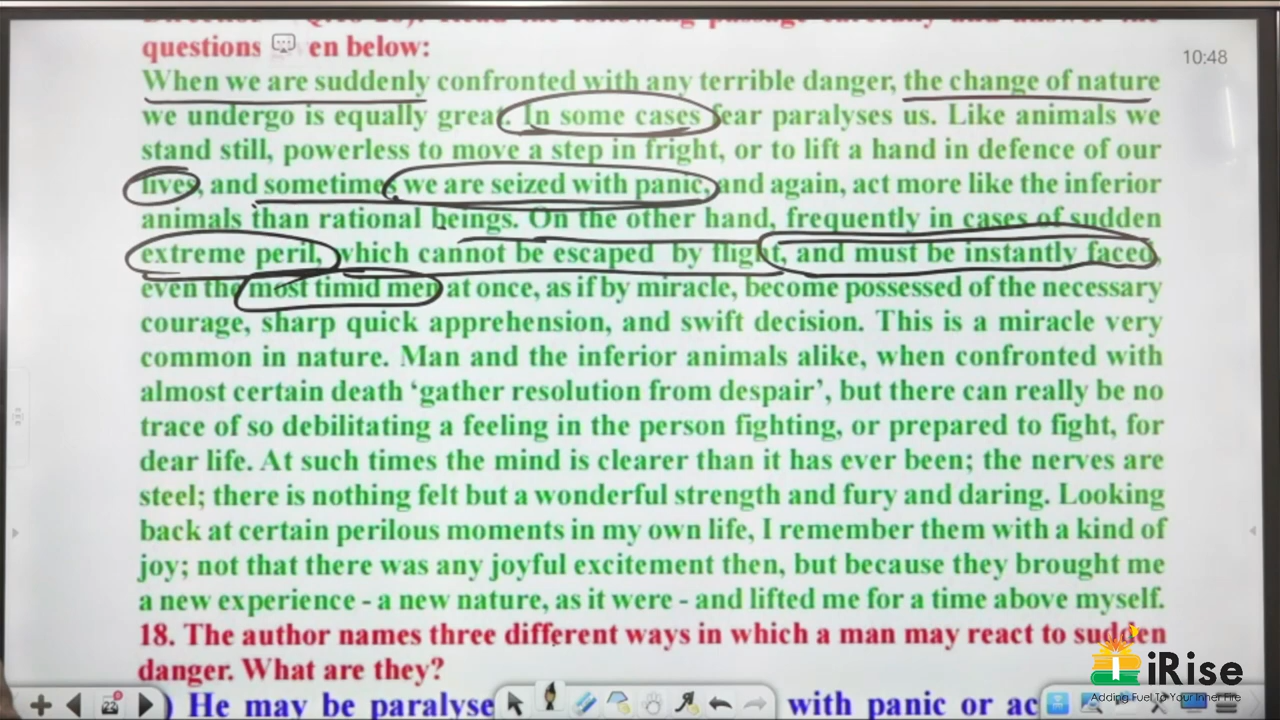 questions en below:
10:48
When we are suddenly confronted with any terrible danger, the change of nature
we undergo is equally great. In some cases fear paralyses us. Like animals we
stand still, powerless to move a step in fright, or to lift a hand in defence of our
lives, and sometimes we are seized with panic, and again, act more like the inferior
animals than rational beings. On the other hand, frequently in cases of sudden
extreme peril, which cannot be escaped by flight, and must be instantly faced,
even the most timid men at once, as if by miracle, become possessed of the necessary
courage, sharp quick apprehension, and swift decision. This is a miracle very
common in nature. Man and the inferior animals alike, when confronted with
almost certain death ‘gather resolution from despair’, but there can really be no
trace of so debilitating a feeling in the person fighting, or prepared to fight, for
dear life. At such times the mind is clearer than it has ever been; the nerves are
steel; there is nothing felt but a wonderful strength and fury and daring. Looking
back at certain perilous moments in my own life, I remember them with a kind of
joy; not that there was any joyful excitement then, but because they brought me
a new experience - a new nature, as it were - and lifted me for a time above myself.
18. The author names three different ways in which a man may react to sudden
danger. What are they?
) He may be paralyse with panic or ac
22
iRise
Adding Fuel To Your Inner Fire